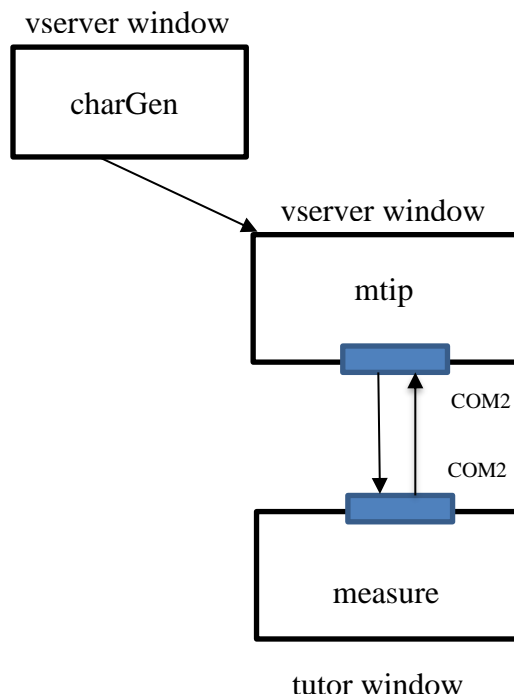 vserver window
charGen
vserver window
mtip
COM2
COM2
measure
tutor window